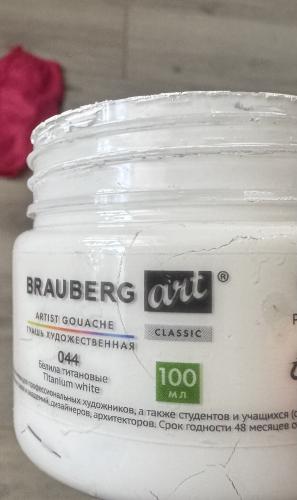 BRAUBERG art®
ARTIST GOUACHE
ГУАШЬ ХУДОЖЕСТВЕННАЯ
CLASSIC
044
Белила титановые
Titanium white
100
МЛ
профессиональных художников, а также студентов и учащихся
дизайнеров, архитекторов. Срок годности 48 месяцев